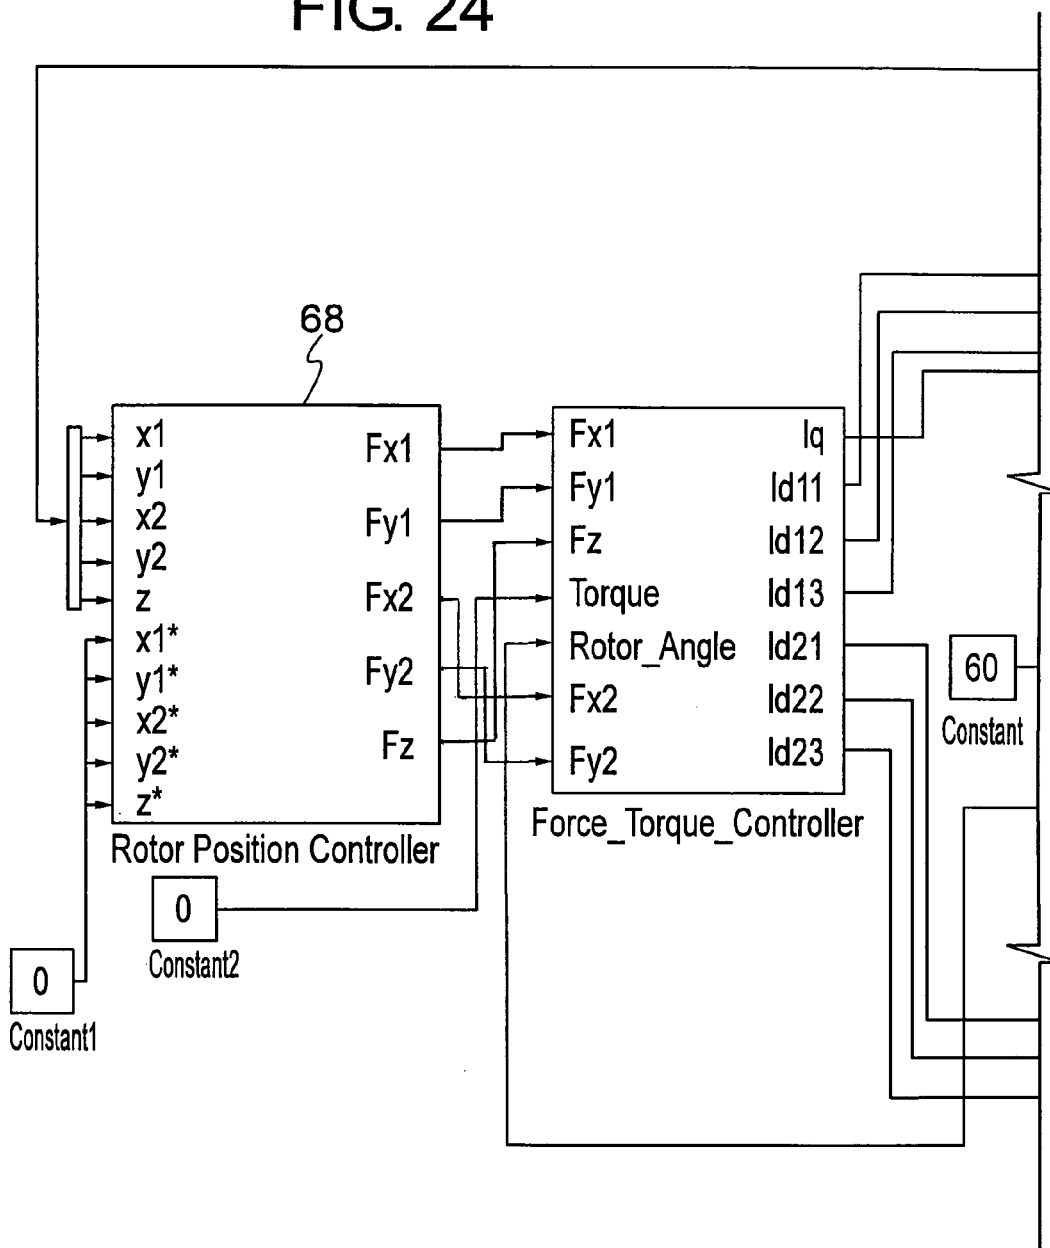 FIG. 24
68
x1
y1
x2
y2
z
x1*
y1*
x2*
y2*
z*
Fx1
Fy1
Fx2
Fy2
Fz
Rotor Position Controller
Fx1
Fy1
Fz
Torque
Rotor_Angle
Fx2
Fy2
Iq
Id11
Id12
Id13
Id21
Id22
Id23
Force_Torque_Controller
60
Constant
0
Constant2
0
Constant1